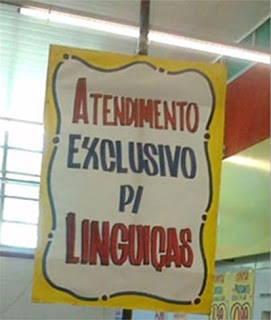 ATENDIMENTO
EXCLUSIVO
P/
LINGUIÇAS